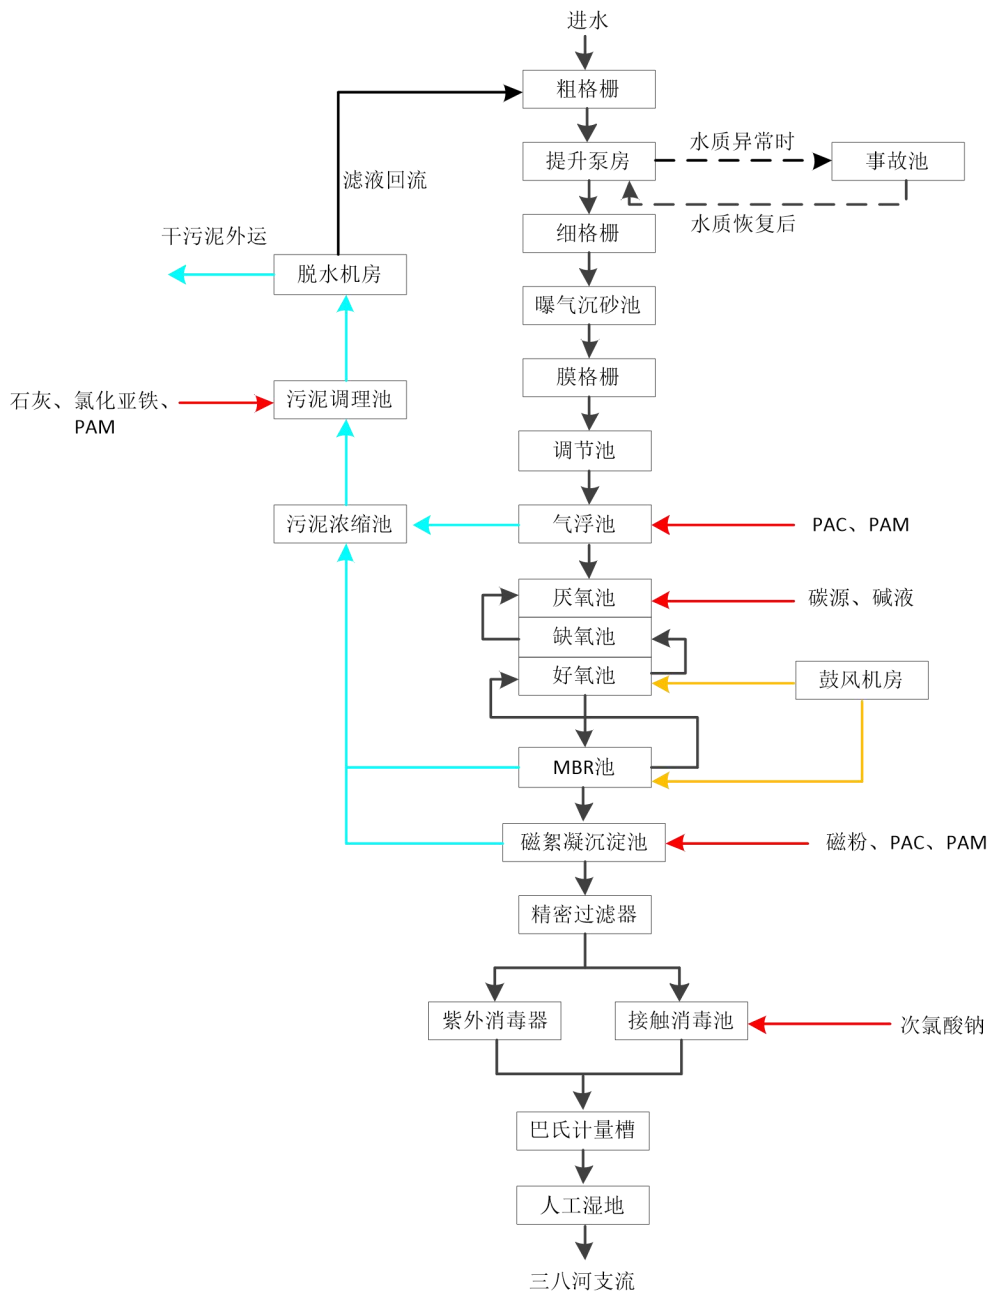 进水
粗格栅
水质异常时
提升泵房
事故池
滤液回流
水质恢复后
干污泥外运
细格栅
脱水机房
曝气沉砂池
膜格栅
石灰、氯化亚铁、
PAM
污泥调理池
调节池
污泥浓缩池
气浮池
PAC、PAM
厌氧池
碳源、碱液
缺氧池
好氧池
鼓风机房
MBR池
磁絮凝沉淀池
磁粉、PAC、PAM
精密过滤器
紫外消毒器
接触消毒池
次氯酸钠
巴氏计量槽
人工湿地
三八河支流